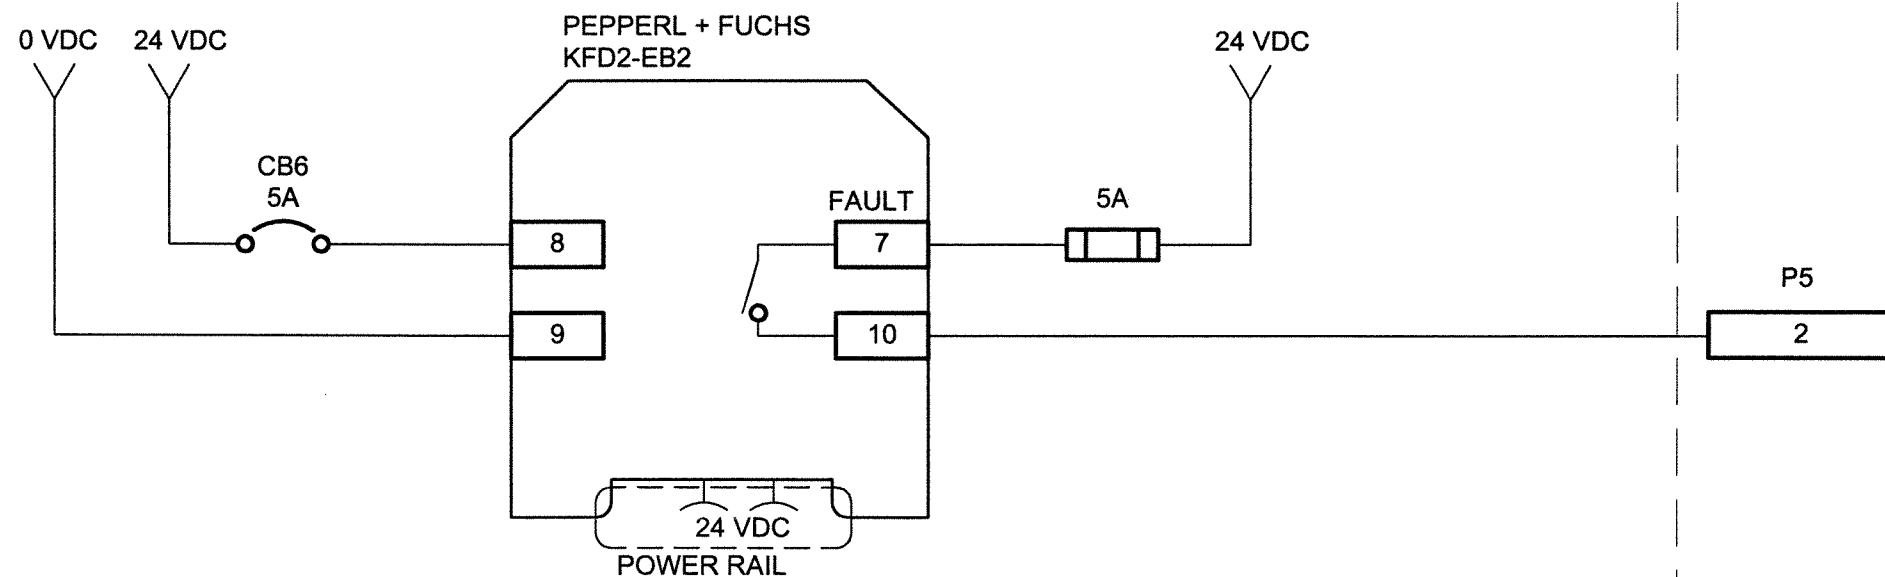 PEPPERL + FUCHS
KFD2-EB2
0 VDC
24 VDC
24 VDC
CB6
5A
FAULT
5A
8
7
P5
9
10
2
24 VDC
POWER RAIL